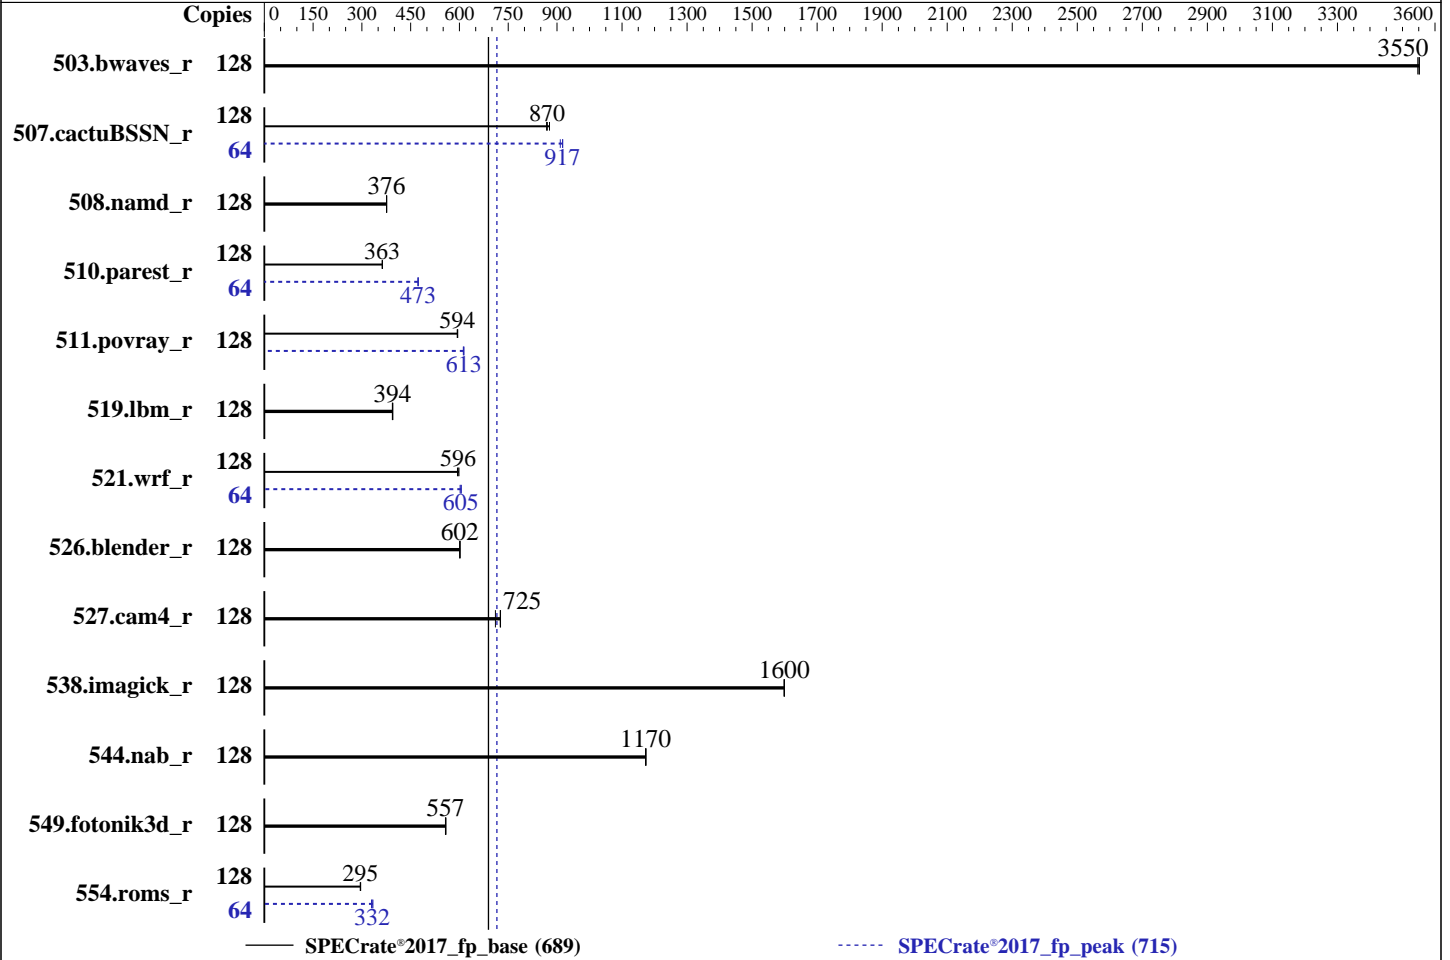 Copies 0 150 300 450 600 750 900 1100 1300 1500 1700 1900 2100 2300 2500 2700 2900 3100 3300 3600
503.bwaves_r 128 3550
507.cactuBSSN_r 128 870
64 917
508.namd_r 128 376
510.parest_r 128 363
64 473
511.povray_r 128 594
613
519.lbm_r 128 394
521.wrf_r 128 596
64 605
526.blender_r 128 602
527.cam4_r 128 725
538.imagick_r 128 1600
544.nab_r 128 1170
549.fotonik3d_r 128 557
554.roms_r 128 295
64 332
SPECrate®2017_fp_base (689) SPECrate®2017_fp_peak (715)